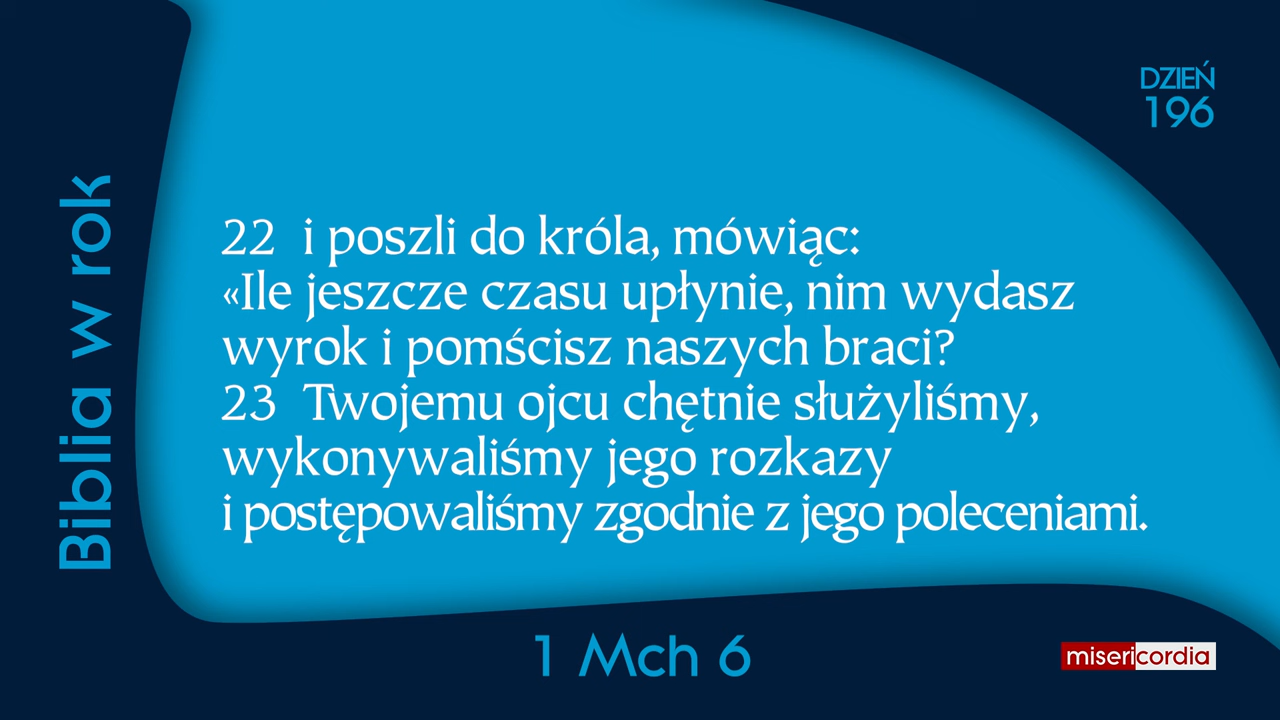 DZIEŃ
196
Biblia w rok
22 i poszli do króla, mówiąc:
«Ile jeszcze czasu upłynie, nim wydasz
wyrok i pomścisz naszych braci?
23 Twojemu ojcu chętnie służyliśmy,
wykonywaliśmy jego rozkazy
i postępowaliśmy zgodnie z jego poleceniami.
1 Mch 6
misericordia